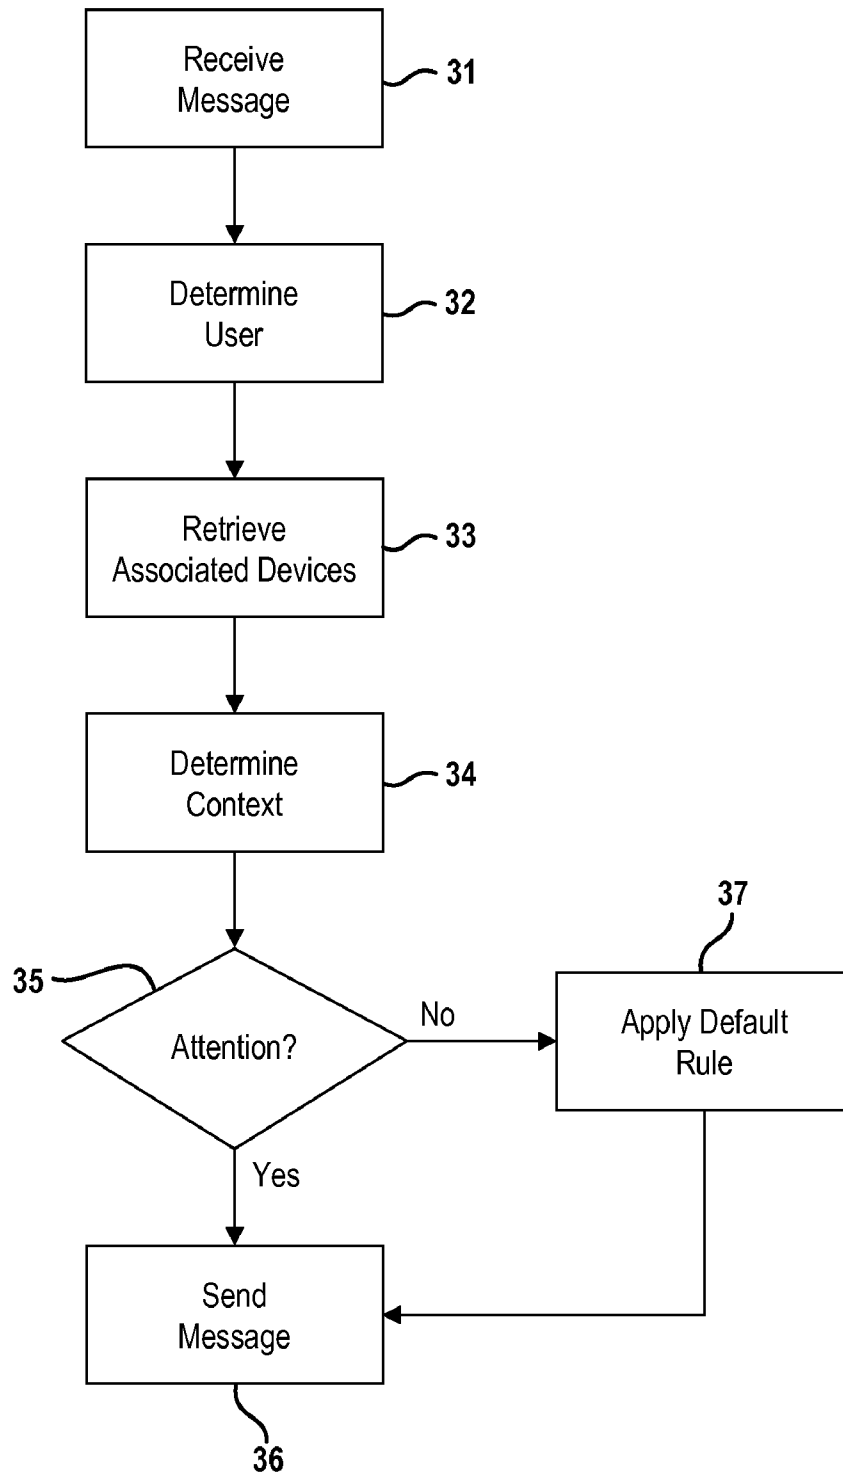 Receive
Message
31
Determine
User
32
Retrieve
Associated Devices
33
Determine
Context
34
35
Attention?
No
37
Apply Default
Rule
Yes
Send
Message
36